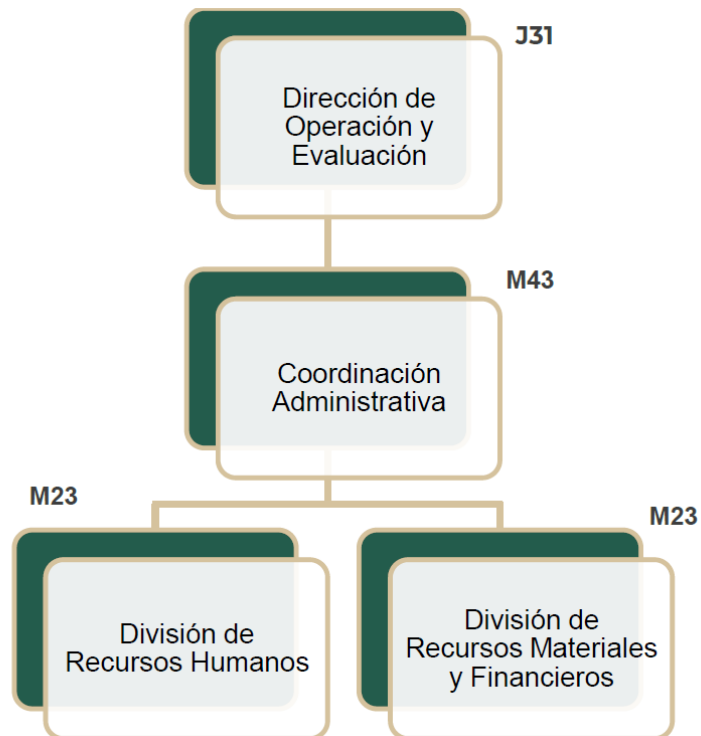 J31
Dirección de
Operación y
Evaluación
M43
Coordinación
Administrativa
M23
División de
Recursos Humanos
M23
División de
Recursos Materiales
y Financieros